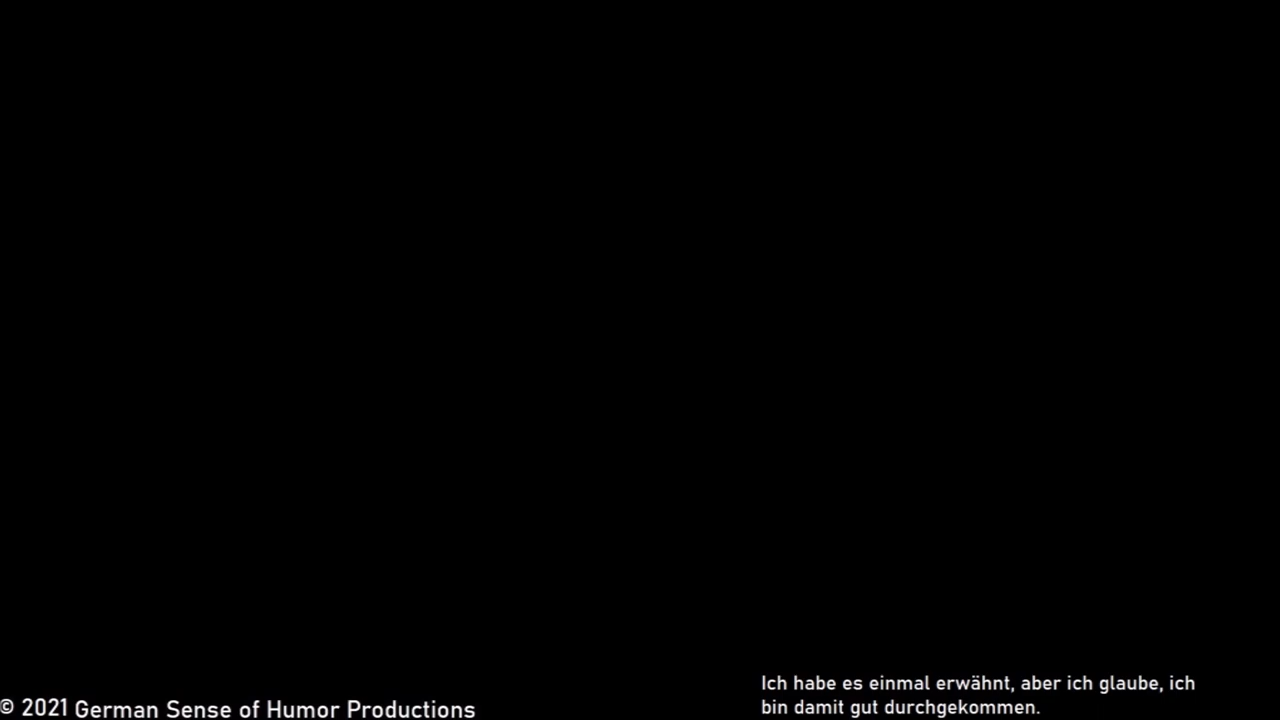 Ich habe es einmal erwähnt, aber ich glaube, ich
bin damit gut durchgekommen.
© 2021 German Sense of Humor Productions